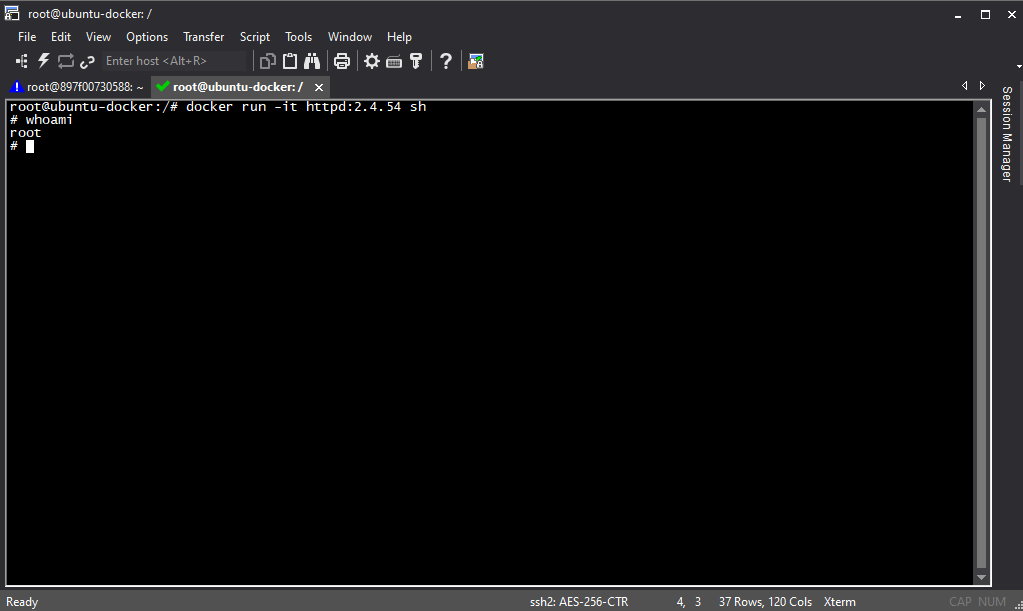 root@ubuntu-docker: /
File Edit View Options Transfer Script Tools Window Help
Enter host <Alt+R>
root@897f00730588: ~ root@ubuntu-docker: /
root@ubuntu-docker:/# docker run -it httpd:2.4.54 sh
# whoami
root
#
Session Manager
Ready ssh2: AES-256-CTR 4, 3 37 Rows, 120 Cols Xterm CAP NUM